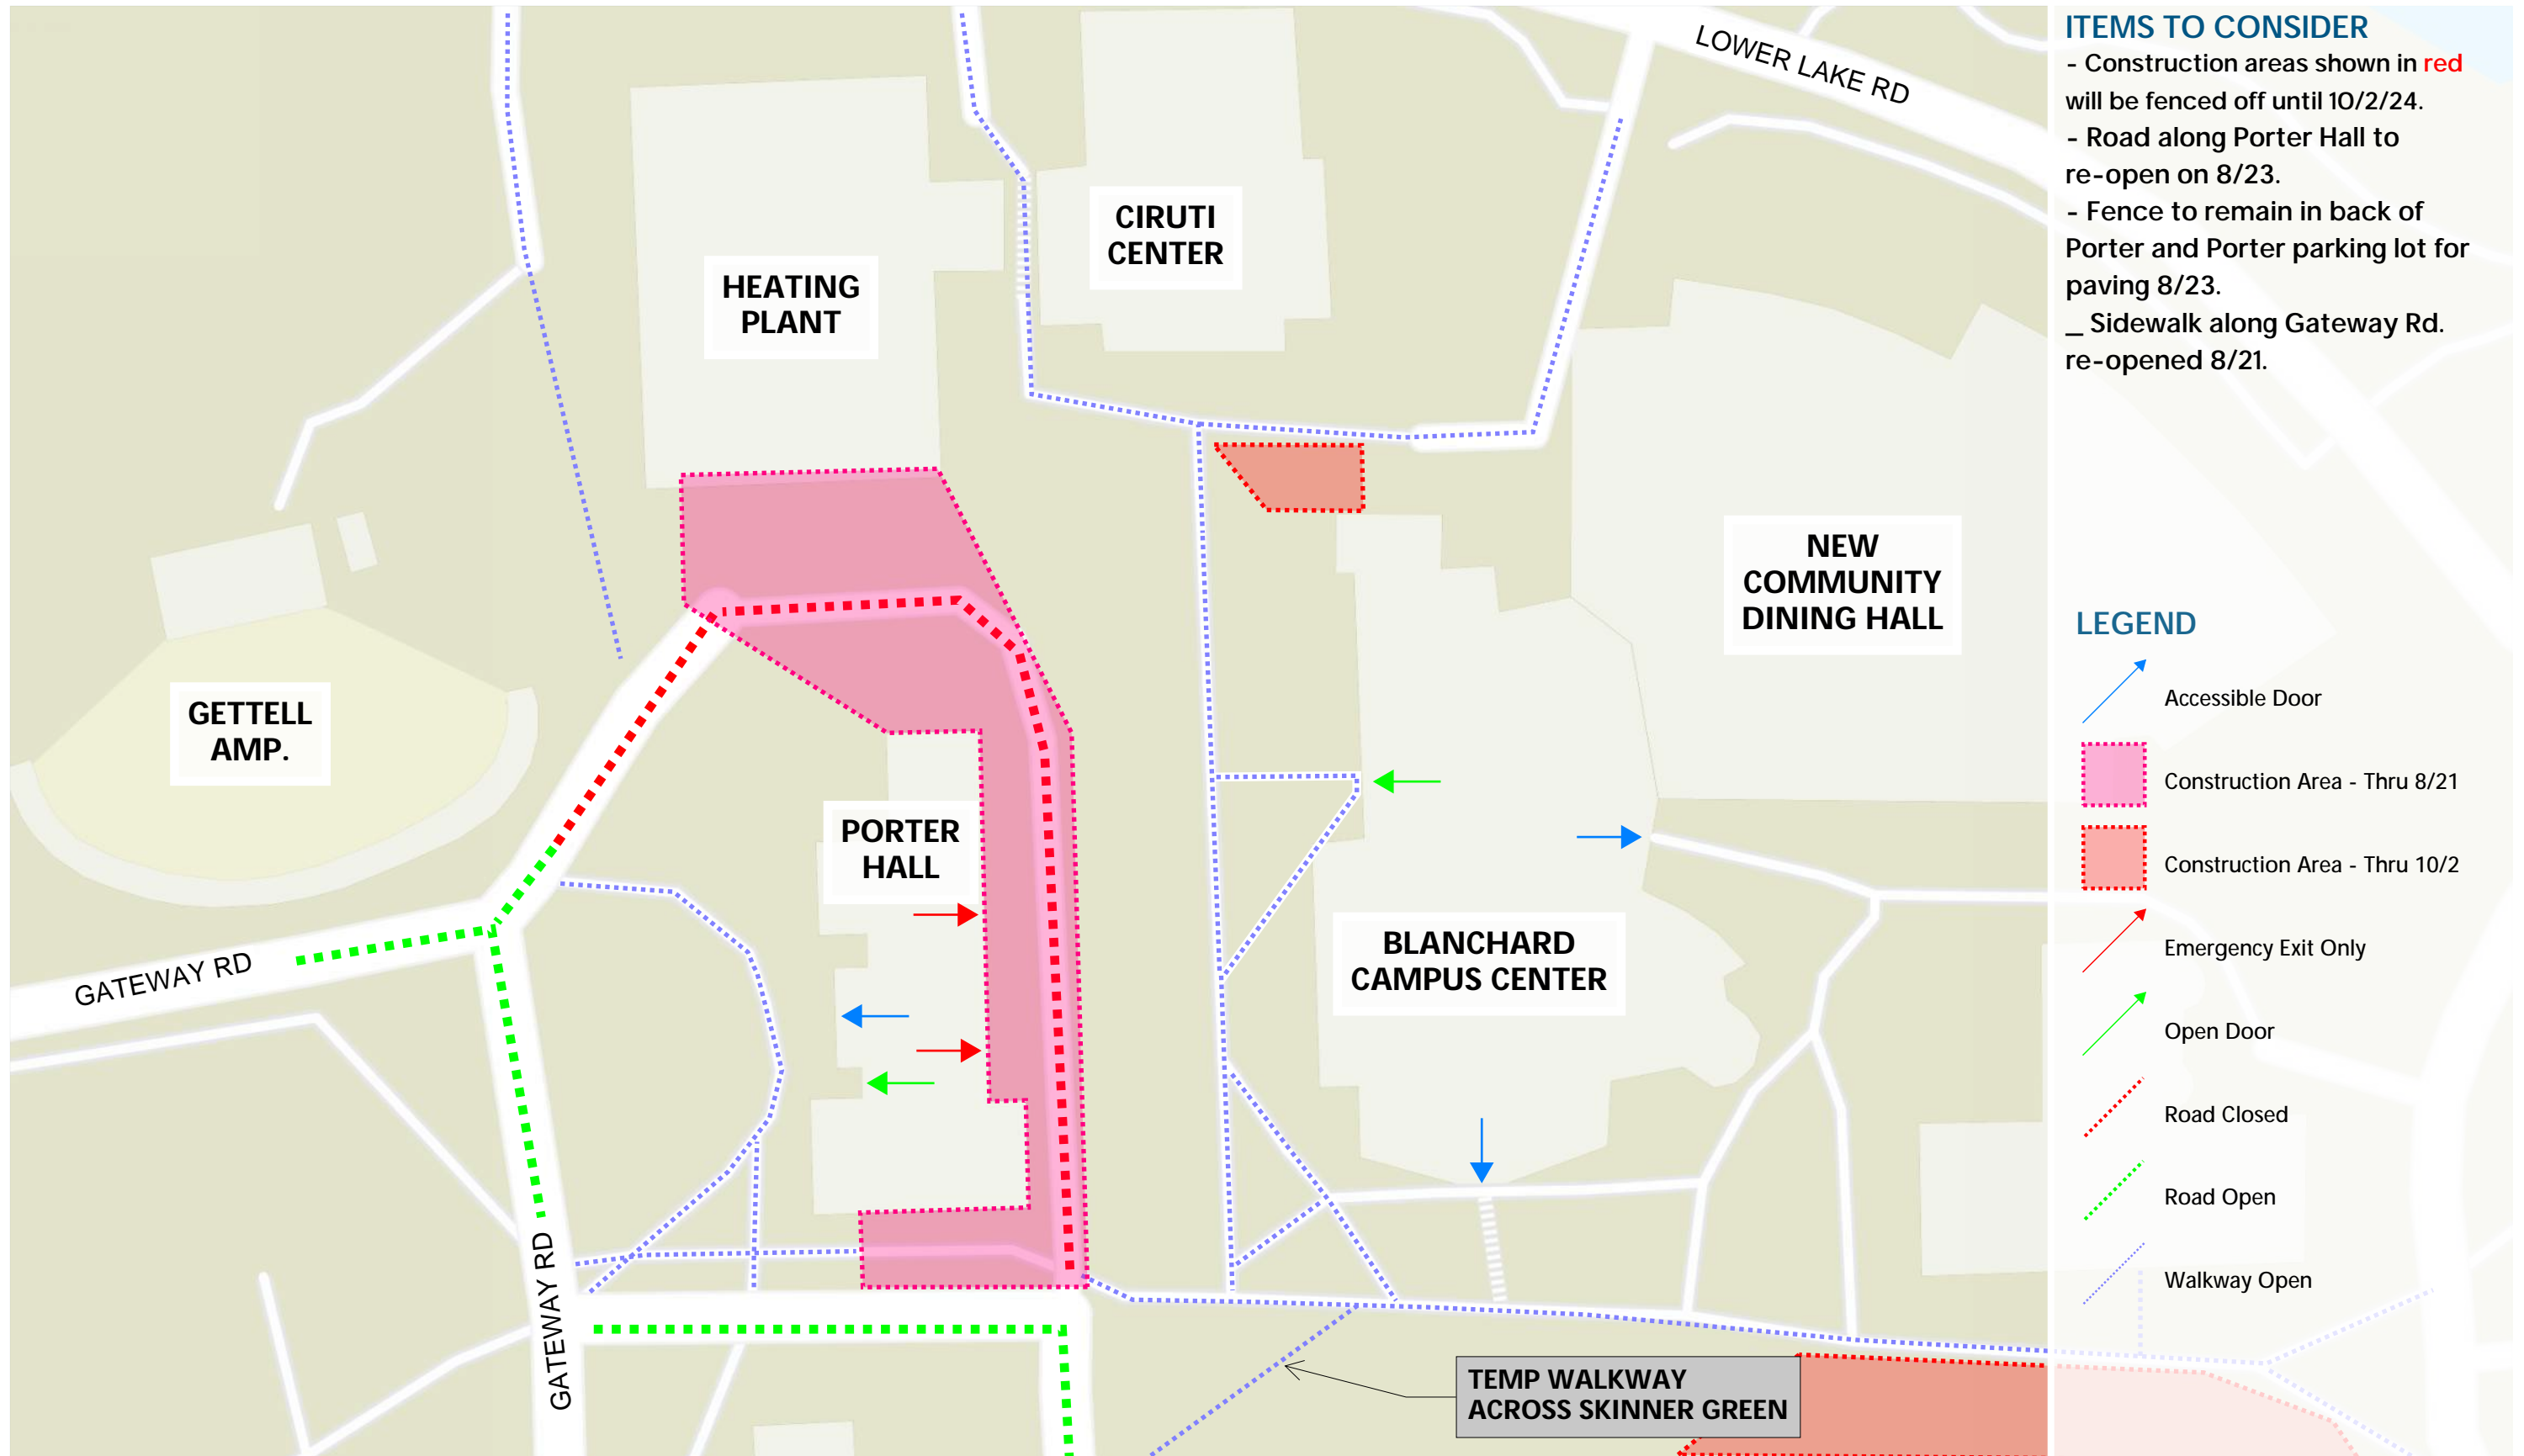 LOWER LAKE RD
CIRUTI
CENTER
HEATING
PLANT
NEW
COMMUNITY
DINING HALL
GETTELL
AMP.
PORTER
HALL
BLANCHARD
CAMPUS CENTER
GATEWAY RD
GATEWAY RD
TEMP WALKWAY
ACROSS SKINNER GREEN
ITEMS TO CONSIDER
- Construction areas shown in red
will be fenced off until 10/2/24.
- Road along Porter Hall to
re-open on 8/23.
- Fence to remain in back of
Porter and Porter parking lot for
paving 8/23.
_ Sidewalk along Gateway Rd.
re-opened 8/21.
LEGEND
Accessible Door
Construction Area - Thru 8/21
Construction Area - Thru 10/2
Emergency Exit Only
Open Door
Road Closed
Road Open
Walkway Open